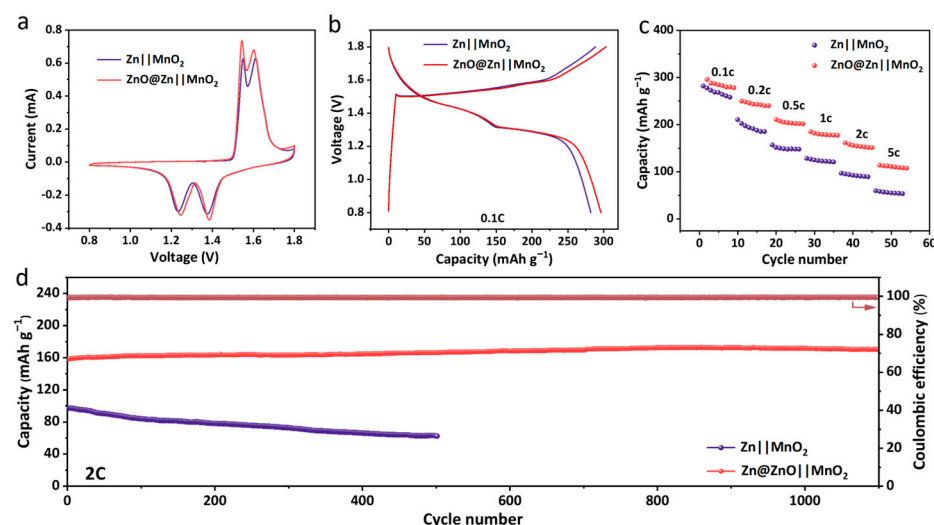 a
Zn||MnO₂
ZnO@Zn||MnO₂
Current (mA)
0.8
0.4
0.0
0.4
0.8 1.0 1.2 1.4 1.6 1.8
Voltage (V)
b
Zn||MnO₂
ZnO@Zn||MnO₂
Voltage (V)
1.8
1.6
1.4
1.2
1.0
0.8
0.1C
0 50 100 150 200 250 300
Capacity (mAh g⁻¹)
c
Zn||MnO₂
ZnO@Zn||MnO₂
Capacity (mAh g⁻¹)
400
300
200
100
0
0.1c
0.2c
0.5c
1c
2c
5c
0 10 20 30 40 50 60
Cycle number
d
Capacity (mAh g⁻¹)
240
200
160
120
80
40
0
2C
Zn||MnO₂
Zn@ZnO||MnO₂
100
80
60
40
20
0
Coulombic efficiency (%)
0 200 400 600 800 1000
Cycle number